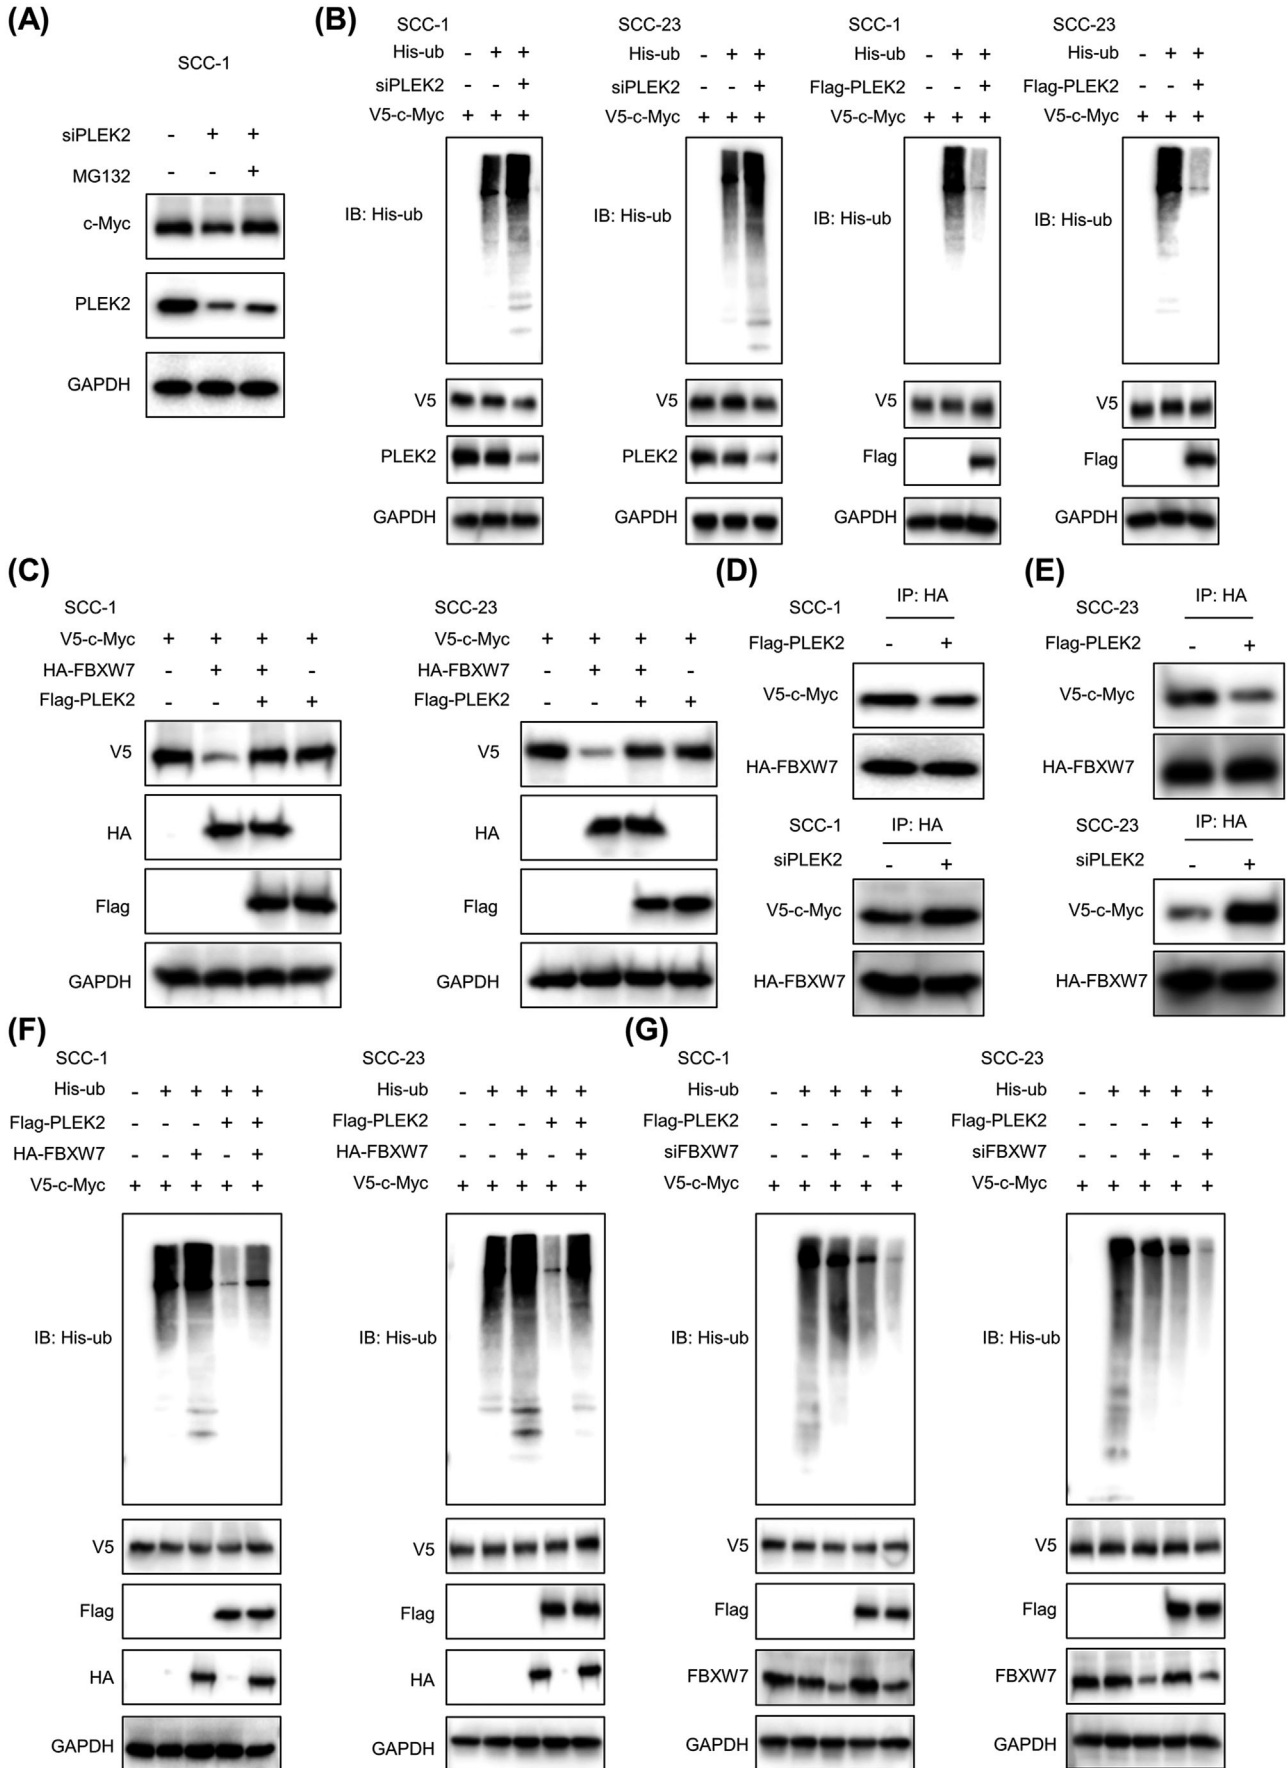 (A)
SCC-1
siPLEK2 - + +
MG132 - - +
c-Myc
PLEK2
GAPDH
(B)
SCC-1
His-ub - + +
siPLEK2 - - +
V5-c-Myc + + +
IB: His-ub
V5
PLEK2
GAPDH
SCC-23
His-ub - + +
siPLEK2 - - +
V5-c-Myc + + +
IB: His-ub
V5
PLEK2
GAPDH
SCC-1
His-ub - + +
Flag-PLEK2 - - +
V5-c-Myc + + +
IB: His-ub
V5
Flag
GAPDH
SCC-23
His-ub - + +
Flag-PLEK2 - - +
V5-c-Myc + + +
IB: His-ub
V5
Flag
GAPDH
(C)
SCC-1
V5-c-Myc + + + +
HA-FBXW7 - + + -
Flag-PLEK2 - - + +
V5
HA
Flag
GAPDH
SCC-23
V5-c-Myc + + + +
HA-FBXW7 - + + -
Flag-PLEK2 - - + +
V5
HA
Flag
GAPDH
(D)
SCC-1
IP: HA
Flag-PLEK2 - +
V5-c-Myc
HA-FBXW7
SCC-1
IP: HA
siPLEK2 - +
V5-c-Myc
HA-FBXW7
(E)
SCC-23
IP: HA
Flag-PLEK2 - +
V5-c-Myc
HA-FBXW7
SCC-23
IP: HA
siPLEK2 - +
V5-c-Myc
HA-FBXW7
(F)
SCC-1
His-ub - + + + +
Flag-PLEK2 - - - + +
HA-FBXW7 - - + - +
V5-c-Myc + + + + +
IB: His-ub
V5
Flag
HA
GAPDH
SCC-23
His-ub - + + + +
Flag-PLEK2 - - - + +
HA-FBXW7 - - + - +
V5-c-Myc + + + + +
IB: His-ub
V5
Flag
HA
GAPDH
(G)
SCC-1
His-ub - + + + +
Flag-PLEK2 - - - + +
siFBXW7 - - + - +
V5-c-Myc + + + + +
IB: His-ub
V5
Flag
FBXW7
GAPDH
SCC-23
His-ub - + + + +
Flag-PLEK2 - - - + +
siFBXW7 - - + - +
V5-c-Myc + + + + +
IB: His-ub
V5
Flag
FBXW7
GAPDH